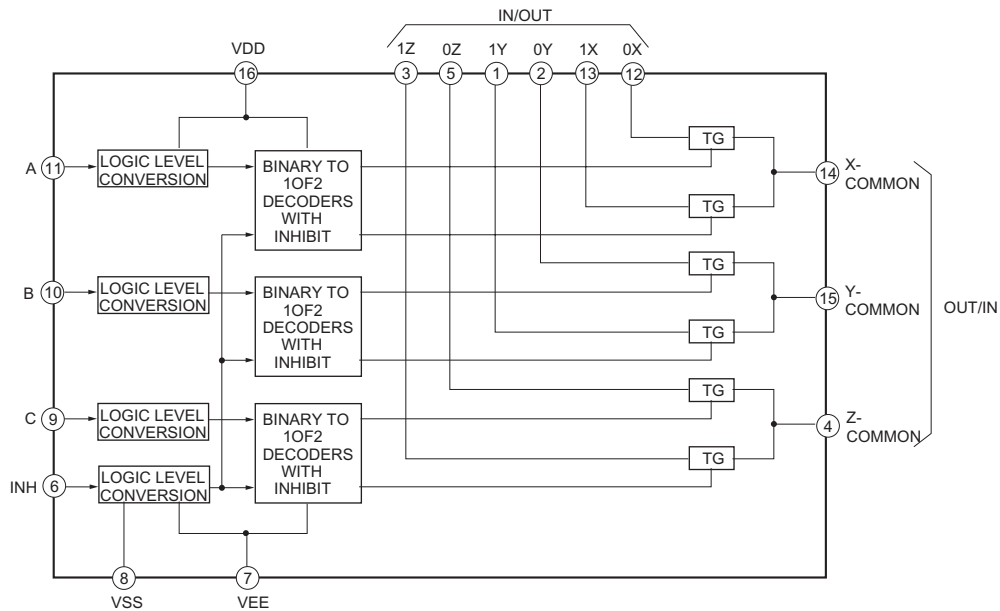 IN/OUT
VDD 1Z 0Z 1Y 0Y 1X 0X
16 3 5 1 2 13 12
TG
A 11 LOGIC LEVEL
CONVERSION
BINARY TO
1OF2
DECODERS
WITH
INHIBIT
14 X-
COMMON
TG
TG
B 10 LOGIC LEVEL
CONVERSION
BINARY TO
1OF2
DECODERS
WITH
INHIBIT
15 Y-
COMMON
OUT/IN
TG
TG
C 9 LOGIC LEVEL
CONVERSION
BINARY TO
1OF2
DECODERS
WITH
INHIBIT
4 Z-
COMMON
TG
INH 6 LOGIC LEVEL
CONVERSION
8 7
VSS VEE